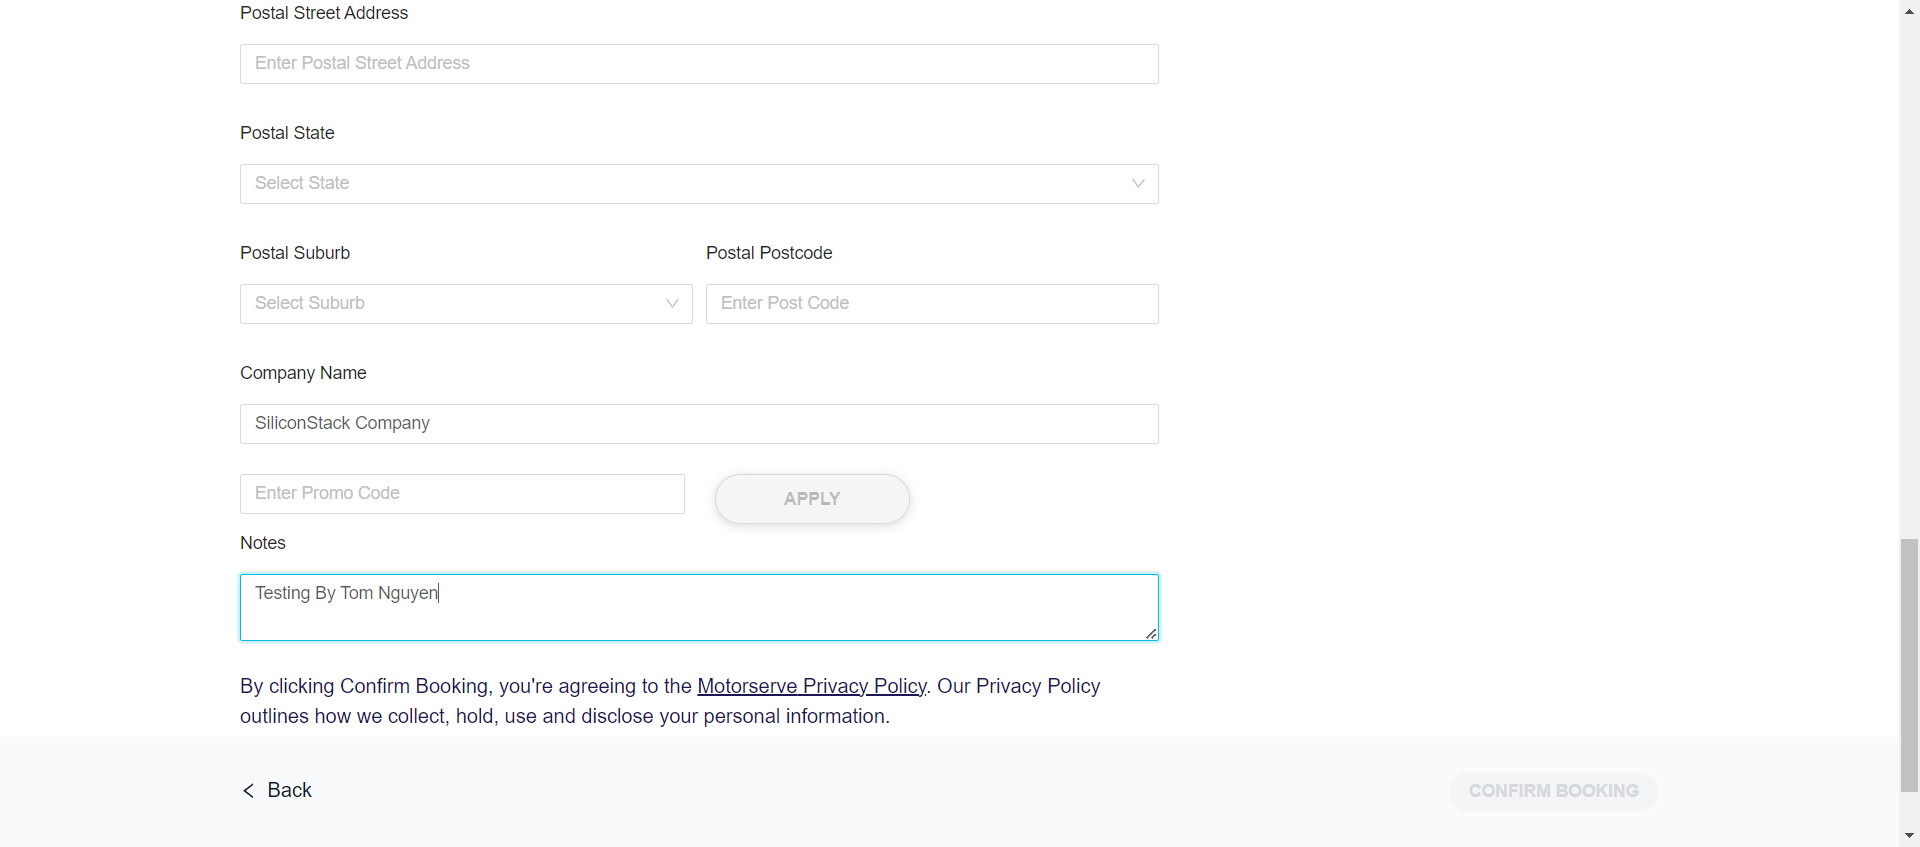 Postal Street Address
Enter Postal Street Address
Postal State
Select State
Postal Suburb
Postal Postcode
Select Suburb
Enter Post Code
Company Name
SiliconStack Company
Enter Promo Code
APPLY
Notes
Testing By Tom Nguyen
By clicking Confirm Booking, you're agreeing to the Motorserve Privacy Policy. Our Privacy Policy
outlines how we collect, hold, use and disclose your personal information.
Back
CONFIRM BOOKING